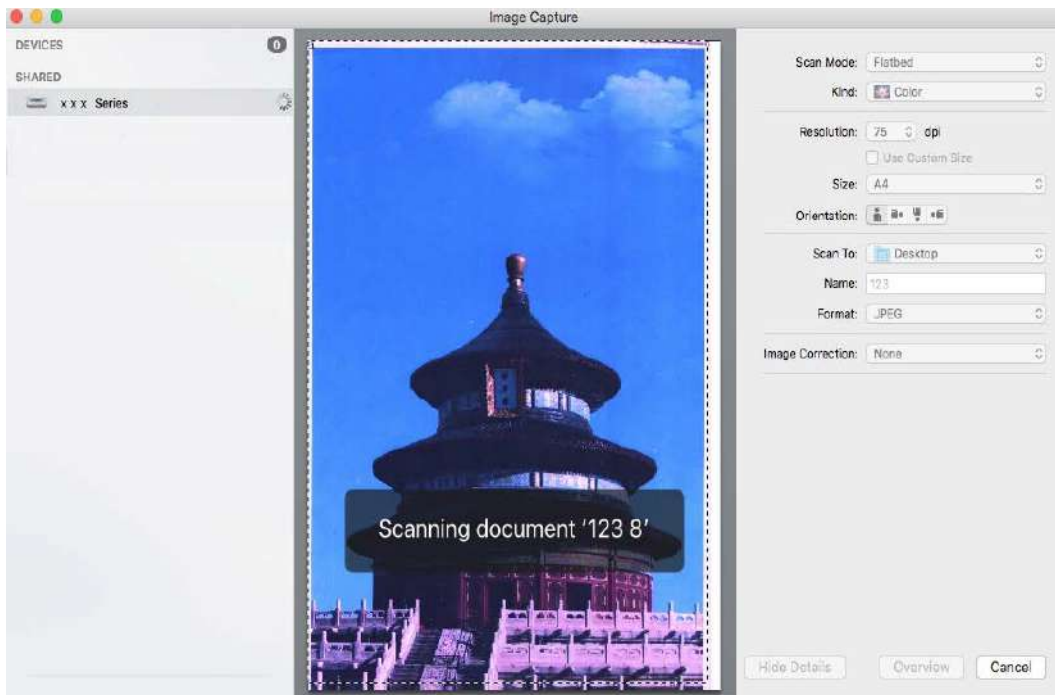 Image Capture
DEVICES 0
SHARED
x x x Series
Scanning document '123 8'
Scan Mode: Flatbed
Kind: Color
Resolution: 75 dpi
Use Custom Size
Size: A4
Orientation:
Scan To: Desktop
Name: 123
Format: JPEG
Image Correction: None
Hide Details Overview Cancel